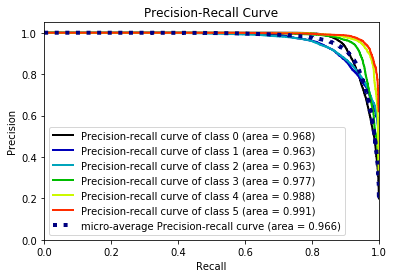 Precision-Recall Curve
Precision
1.0
0.8
0.6
0.4
0.2
0.0
Precision-recall curve of class 0 (area = 0.968)
Precision-recall curve of class 1 (area = 0.963)
Precision-recall curve of class 2 (area = 0.963)
Precision-recall curve of class 3 (area = 0.977)
Precision-recall curve of class 4 (area = 0.988)
Precision-recall curve of class 5 (area = 0.991)
micro-average Precision-recall curve (area = 0.966)
0.0 0.2 0.4 0.6 0.8 1.0
Recall